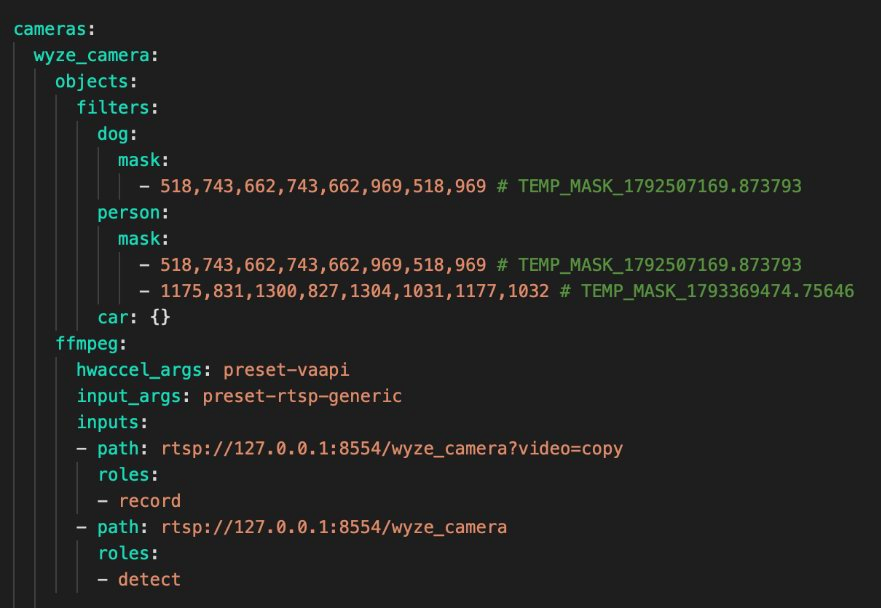 cameras:
  wyze_camera:
    objects:
      filters:
        dog:
          mask:
            - 518,743,662,743,662,969,518,969 # TEMP_MASK_1792507169.873793
        person:
          mask:
            - 518,743,662,743,662,969,518,969 # TEMP_MASK_1792507169.873793
            - 1175,831,1300,827,1304,1031,1177,1032 # TEMP_MASK_1793369474.75646
        car: {}
    ffmpeg:
      hwaccel_args: preset-vaapi
      input_args: preset-rtsp-generic
      inputs:
      - path: rtsp://127.0.0.1:8554/wyze_camera?video=copy
        roles:
        - record
      - path: rtsp://127.0.0.1:8554/wyze_camera
        roles:
        - detect